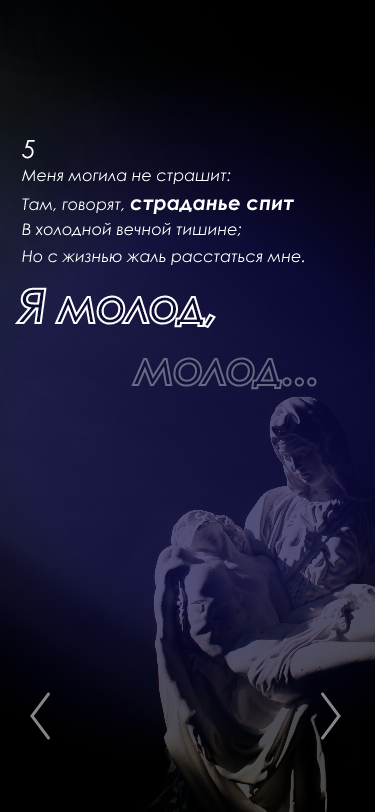 5
Меня могила не страшит:
Там, говорят, страданье спит
В холодной вечной тишине;
Но с жизнью жаль расстаться мне.
Я молод,
молод...